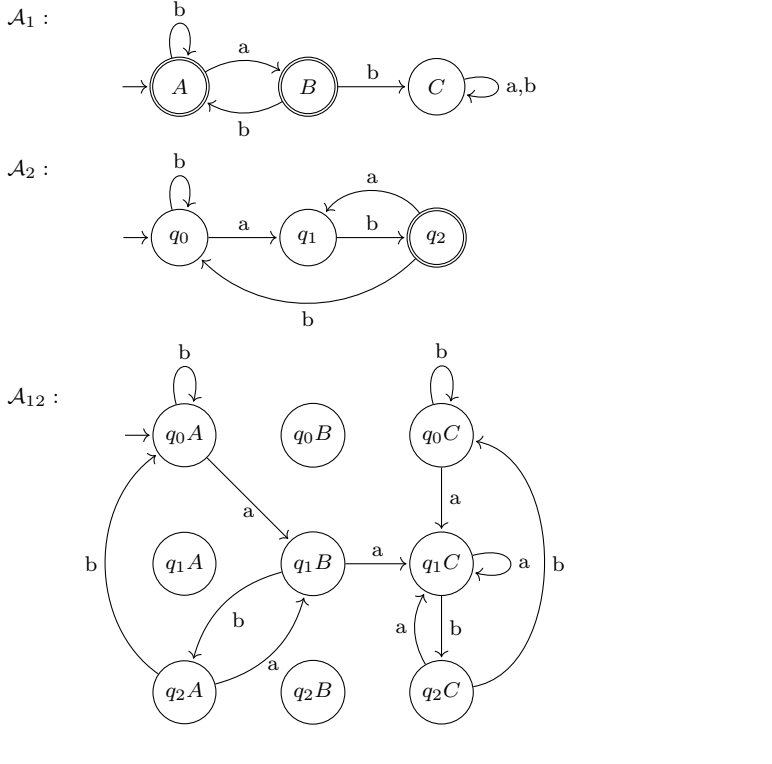 𝒜₁ :
b
a
A B b C a,b
b
𝒜₂ :
b
a
q₀ a q₁ b q₂
b
b b
𝒜₁₂ :
q₀A q₀B q₀C
a a
b q₁A q₁B a q₁C a b
b a b
a
q₂A q₂B q₂C